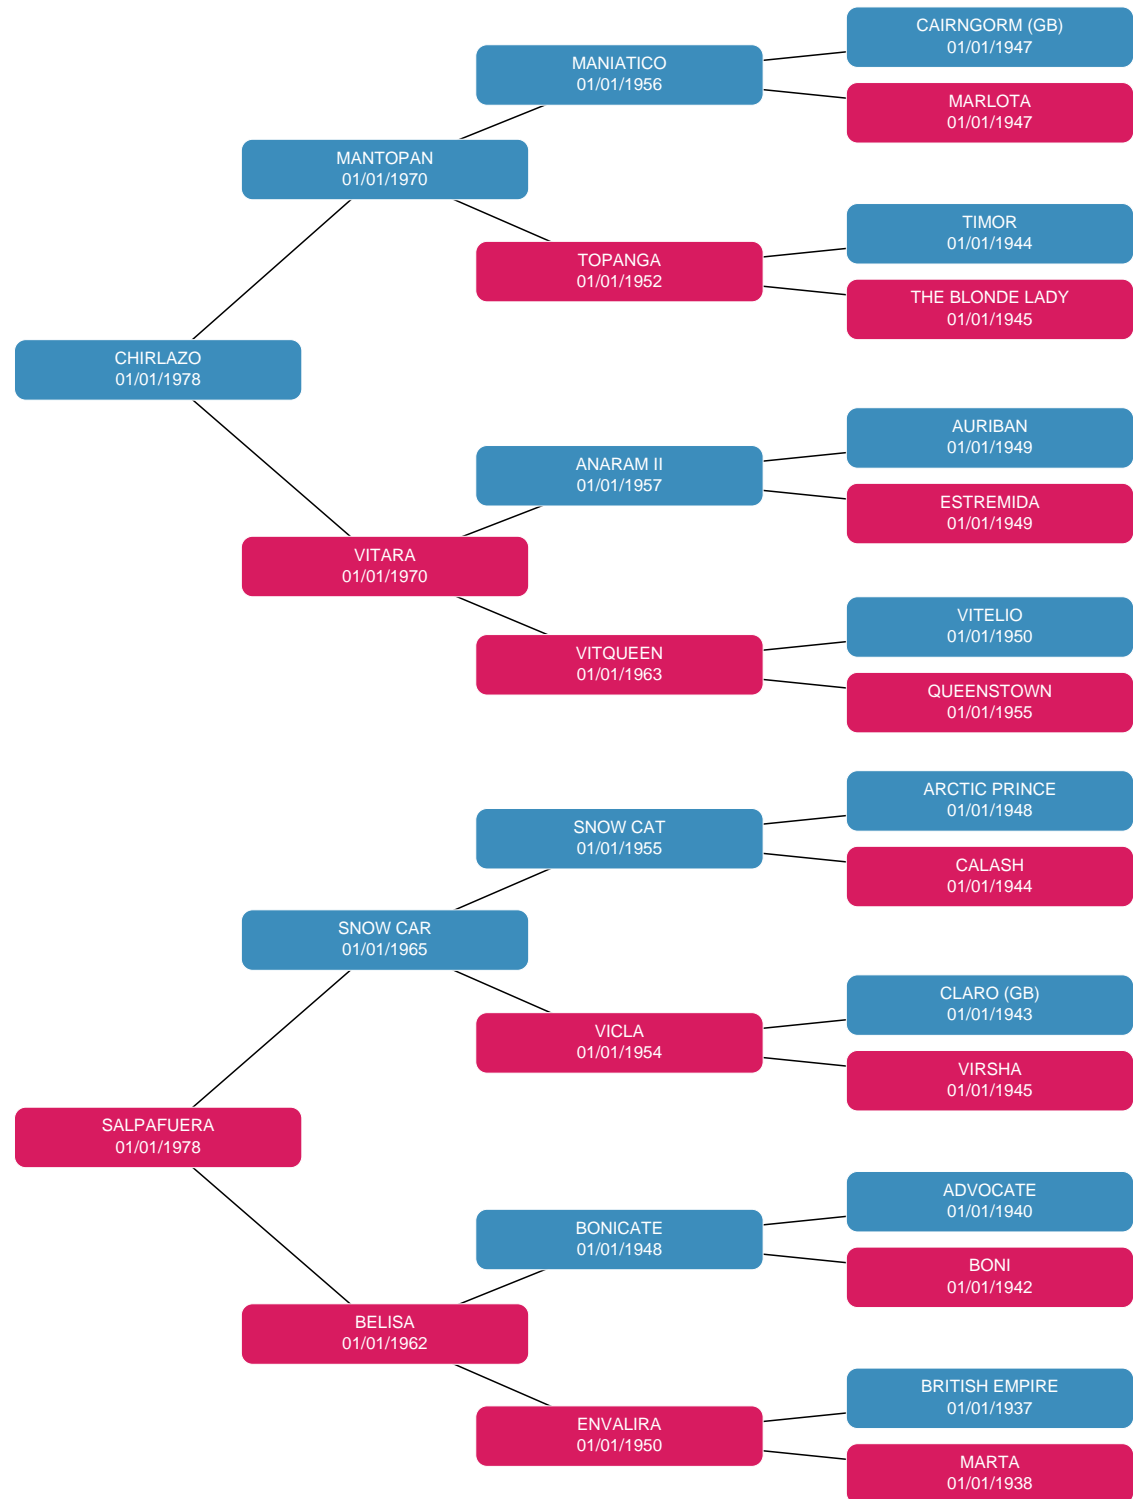 CAIRNGORM (GB)
01/01/1947
MANIATICO
01/01/1956
MARLOTA
01/01/1947
MANTOPAN
01/01/1970
TIMOR
01/01/1944
TOPANGA
01/01/1952
THE BLONDE LADY
01/01/1945
CHIRLAZO
01/01/1978
AURIBAN
01/01/1949
ANARAM II
01/01/1957
ESTREMIDA
01/01/1949
VITARA
01/01/1970
VITELIO
01/01/1950
VITQUEEN
01/01/1963
QUEENSTOWN
01/01/1955
ARCTIC PRINCE
01/01/1948
SNOW CAT
01/01/1955
CALASH
01/01/1944
SNOW CAR
01/01/1965
CLARO (GB)
01/01/1943
VICLA
01/01/1954
VIRSHA
01/01/1945
SALPAFUERA
01/01/1978
ADVOCATE
01/01/1940
BONICATE
01/01/1948
BONI
01/01/1942
BELISA
01/01/1962
BRITISH EMPIRE
01/01/1937
ENVALIRA
01/01/1950
MARTA
01/01/1938